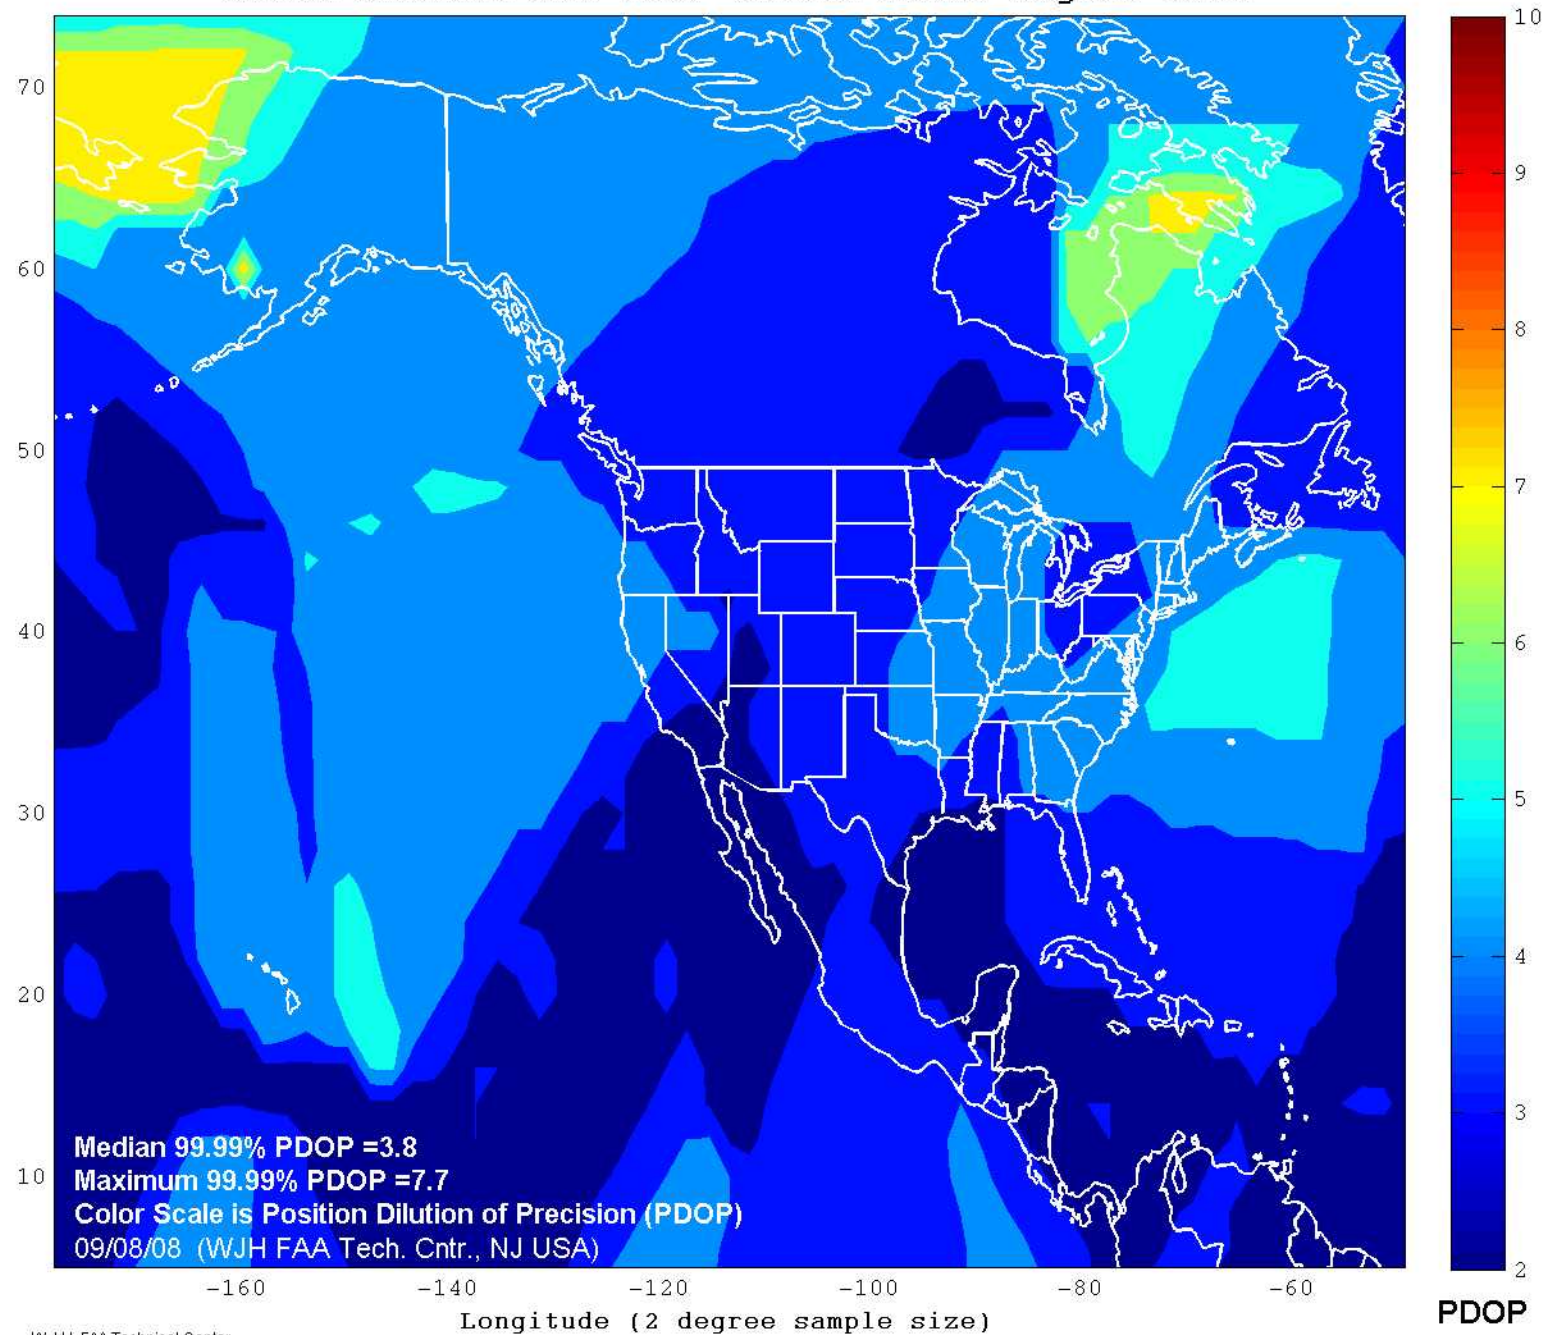 10
9
8
7
6
5
4
3
2
PDOP
70
60
50
40
30
20
10
Median 99.99% PDOP =3.8
Maximum 99.99% PDOP =7.7
Color Scale is Position Dilution of Precision (PDOP)
09/08/08 (WJH FAA Tech. Cntr., NJ USA)
-160 -140 -120 -100 -80 -60
Longitude (2 degree sample size)